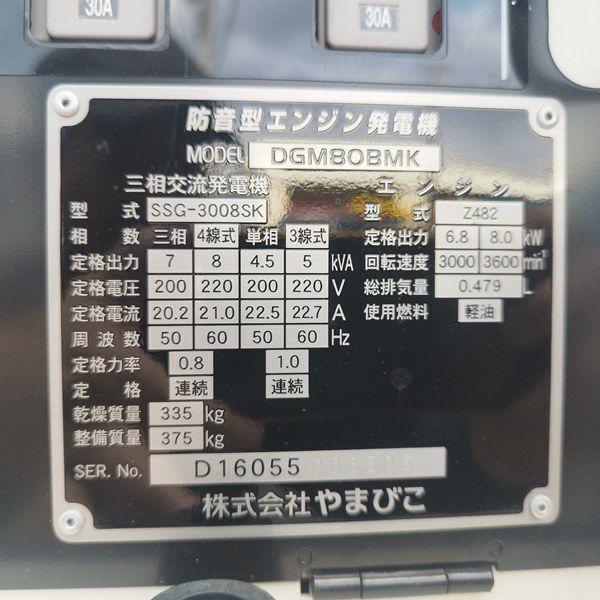 30A 30A
防音型エンジン発電機
MODEL DGM80BMK
三相交流発電機 エンジン
型式 SSG-3008SK 型式 Z482
相数 三相 4線式 単相 3線式 定格出力 6.8 8.0 kW
定格出力 7 8 4.5 5 kVA 回転速度 3000 3600 min⁻¹
定格電圧 200 220 200 220 V 総排気量 0.479 L
定格電流 20.2 21.0 22.5 22.7 A 使用燃料 軽油
周波数 50 60 50 60 Hz
定格力率 0.8 1.0
定格 連続 連続
乾燥質量 335 kg
整備質量 375 kg
SER. No. D16055
株式会社やまびこ